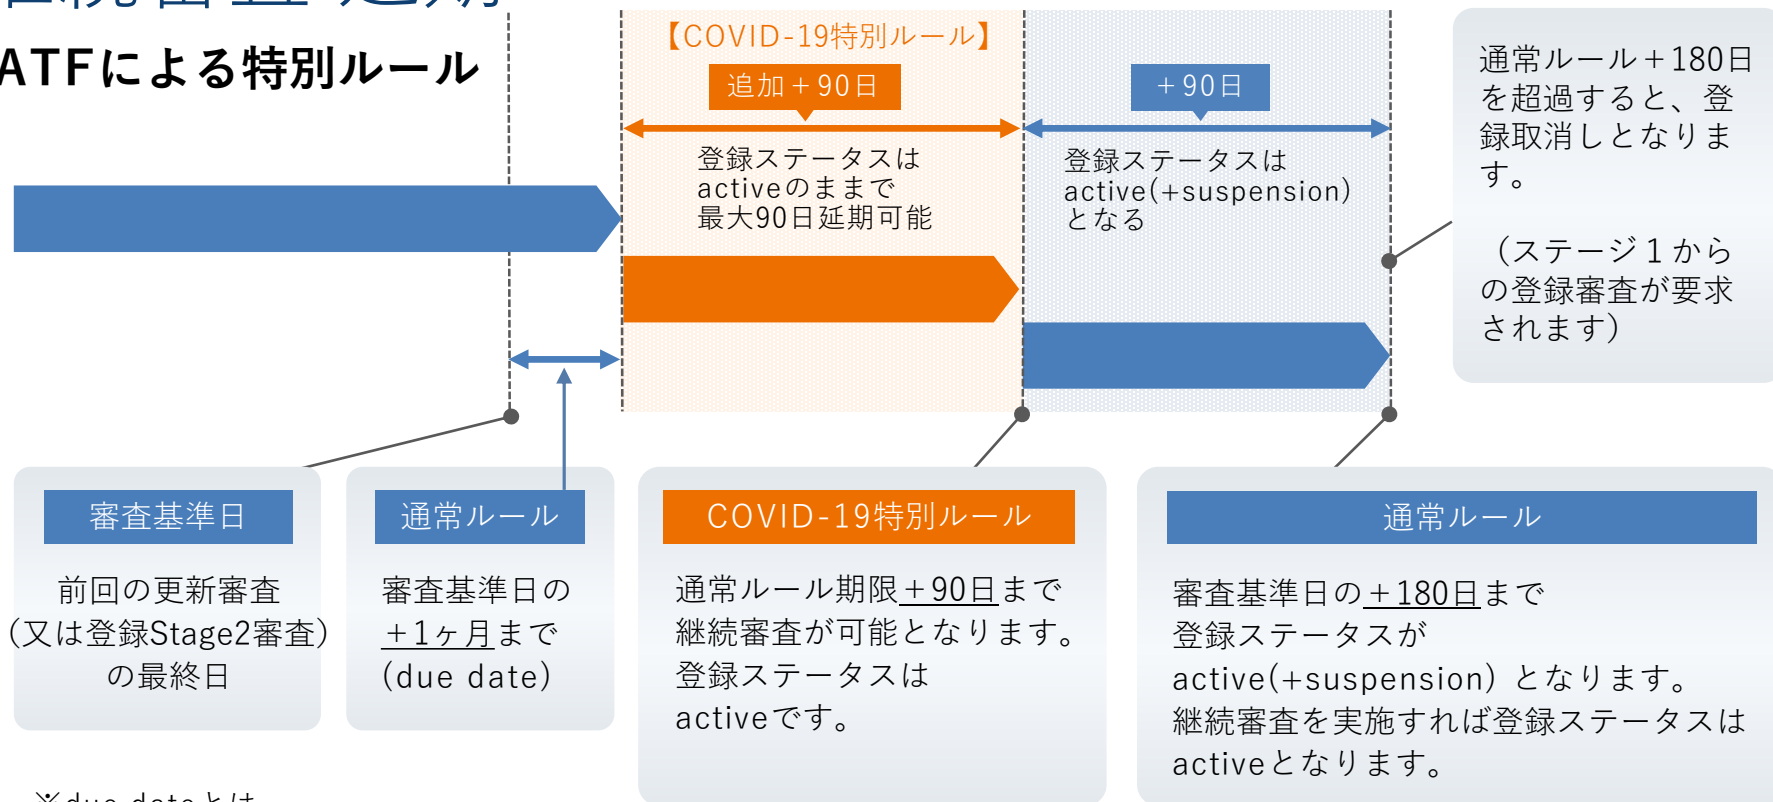 ATFによる特別ルール
【COVID-19特別ルール】
追加＋90日
登録ステータスは
activeのままで
最大90日延期可能
＋90日
登録ステータスは
active(+suspension)
となる
通常ルール＋180日
を超過すると、登
録取消しとなりま
す。
（ステージ１から
の登録審査が要求
されます）
審査基準日
前回の更新審査
(又は登録Stage2審査)
の最終日
通常ルール
審査基準日の
＋1ヶ月まで
(due date)
COVID-19特別ルール
通常ルール期限＋90日まで
継続審査が可能となります。
登録ステータスは
activeです。
通常ルール
審査基準日の＋180日まで
登録ステータスが
active(+suspension) となります。
継続審査を実施すれば登録ステータスは
activeとなります。
※due dateとは